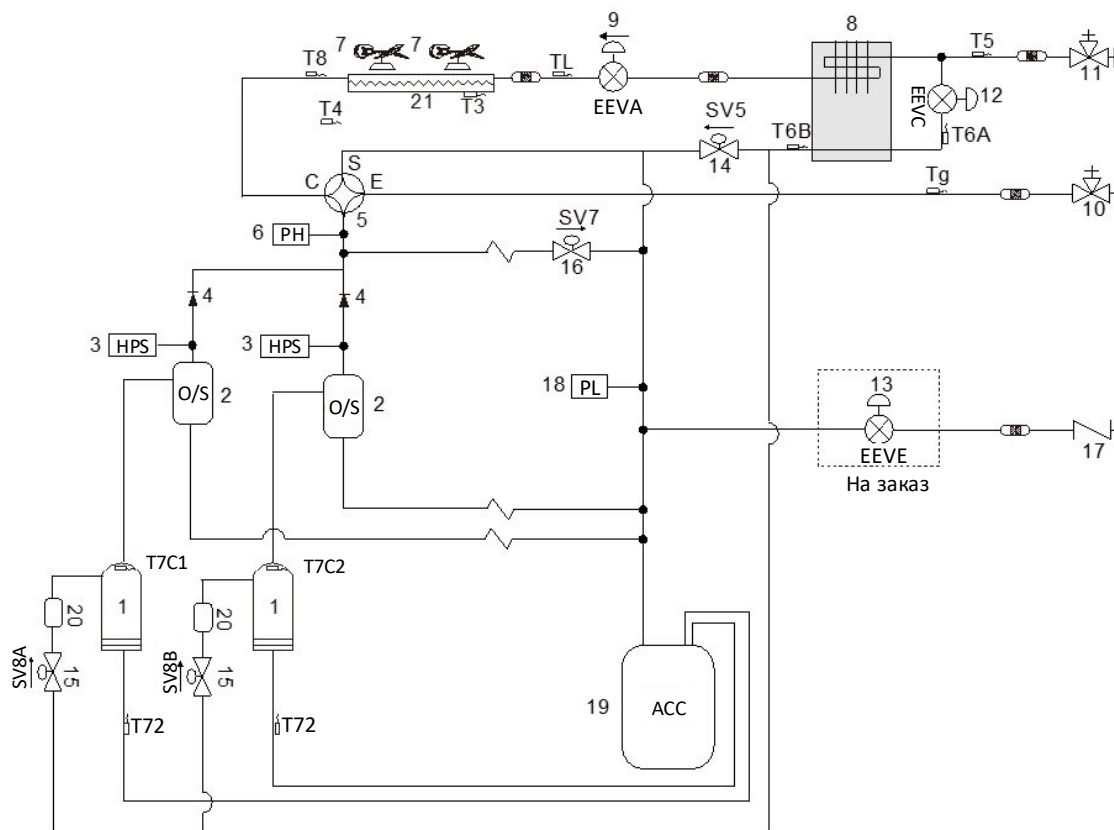 7
7
9
8
T8
TL
T5
21
T3
EEVA
11
T4
SV5
EEVC
12
T6B
T6A
14
S
C
E
Tg
5
10
6
PH
SV7
16
4
4
3
HPS
3
HPS
O/S
2
O/S
2
18
PL
13
EEVE
17
На заказ
T7C1
T7C2
20
1
20
1
SV8A
15
SV8B
15
19
ACC
T72
T72